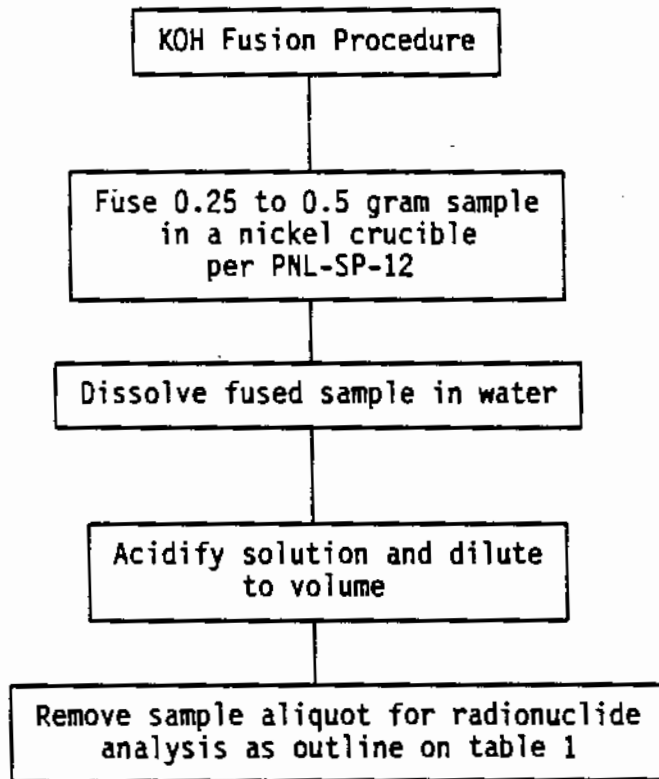 KOH Fusion Procedure
Fuse 0.25 to 0.5 gram sample
in a nickel crucible
per PNL-SP-12
Dissolve fused sample in water
Acidify solution and dilute
to volume
Remove sample aliquot for radionuclide
analysis as outline on table 1